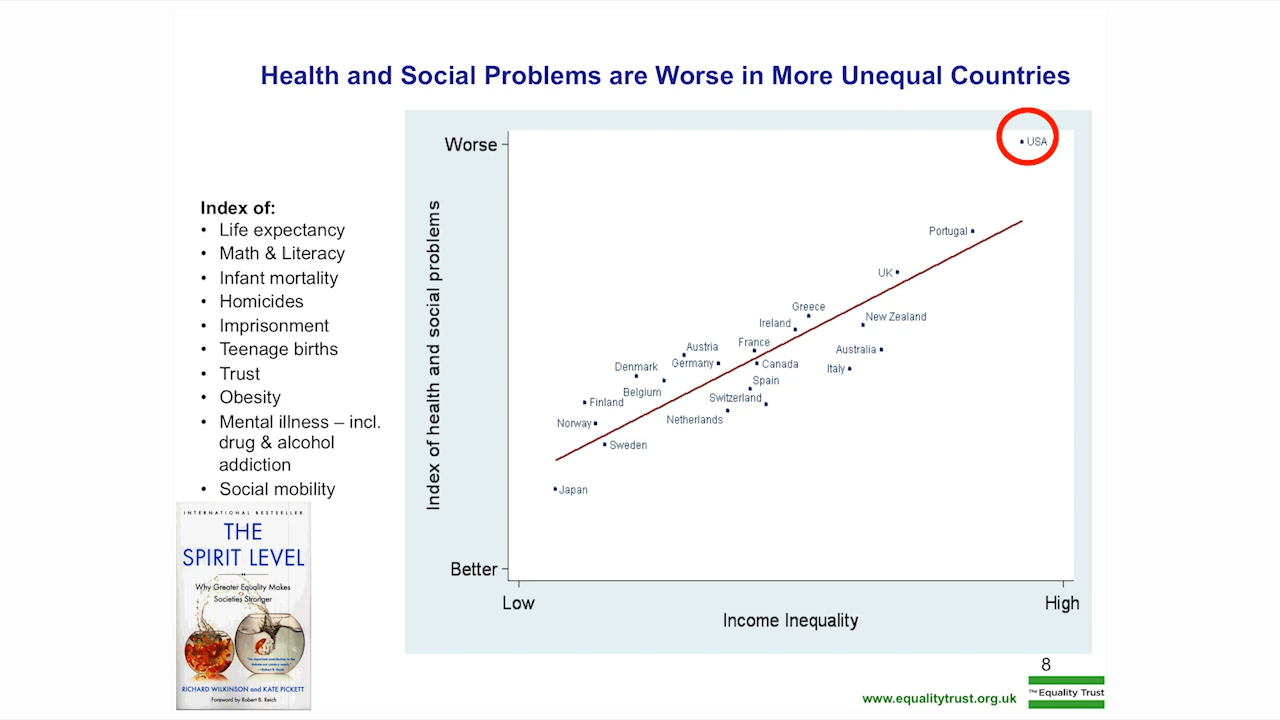 Health and Social Problems are Worse in More Unequal Countries
Index of:
• Life expectancy
• Math & Literacy
• Infant mortality
• Homicides
• Imprisonment
• Teenage births
• Trust
• Obesity
• Mental illness – incl.
drug & alcohol
addiction
• Social mobility
Index of health and social problems
Worse
Better
USA
Portugal
UK
Greece
New Zealand
Ireland
France
Austria
Australia
Germany
Canada
Denmark
Italy
Spain
Belgium
Switzerland
Finland
Netherlands
Norway
Sweden
Japan
Low
High
Income Inequality
INTERNATIONAL BESTSELLER
THE
SPIRIT LEVEL
Why Greater Equality Makes
Societies Stronger
RICHARD WILKINSON and KATE PICKETT
Foreword by Robert B. Reich
8
www.equalitytrust.org.uk
The Equality Trust